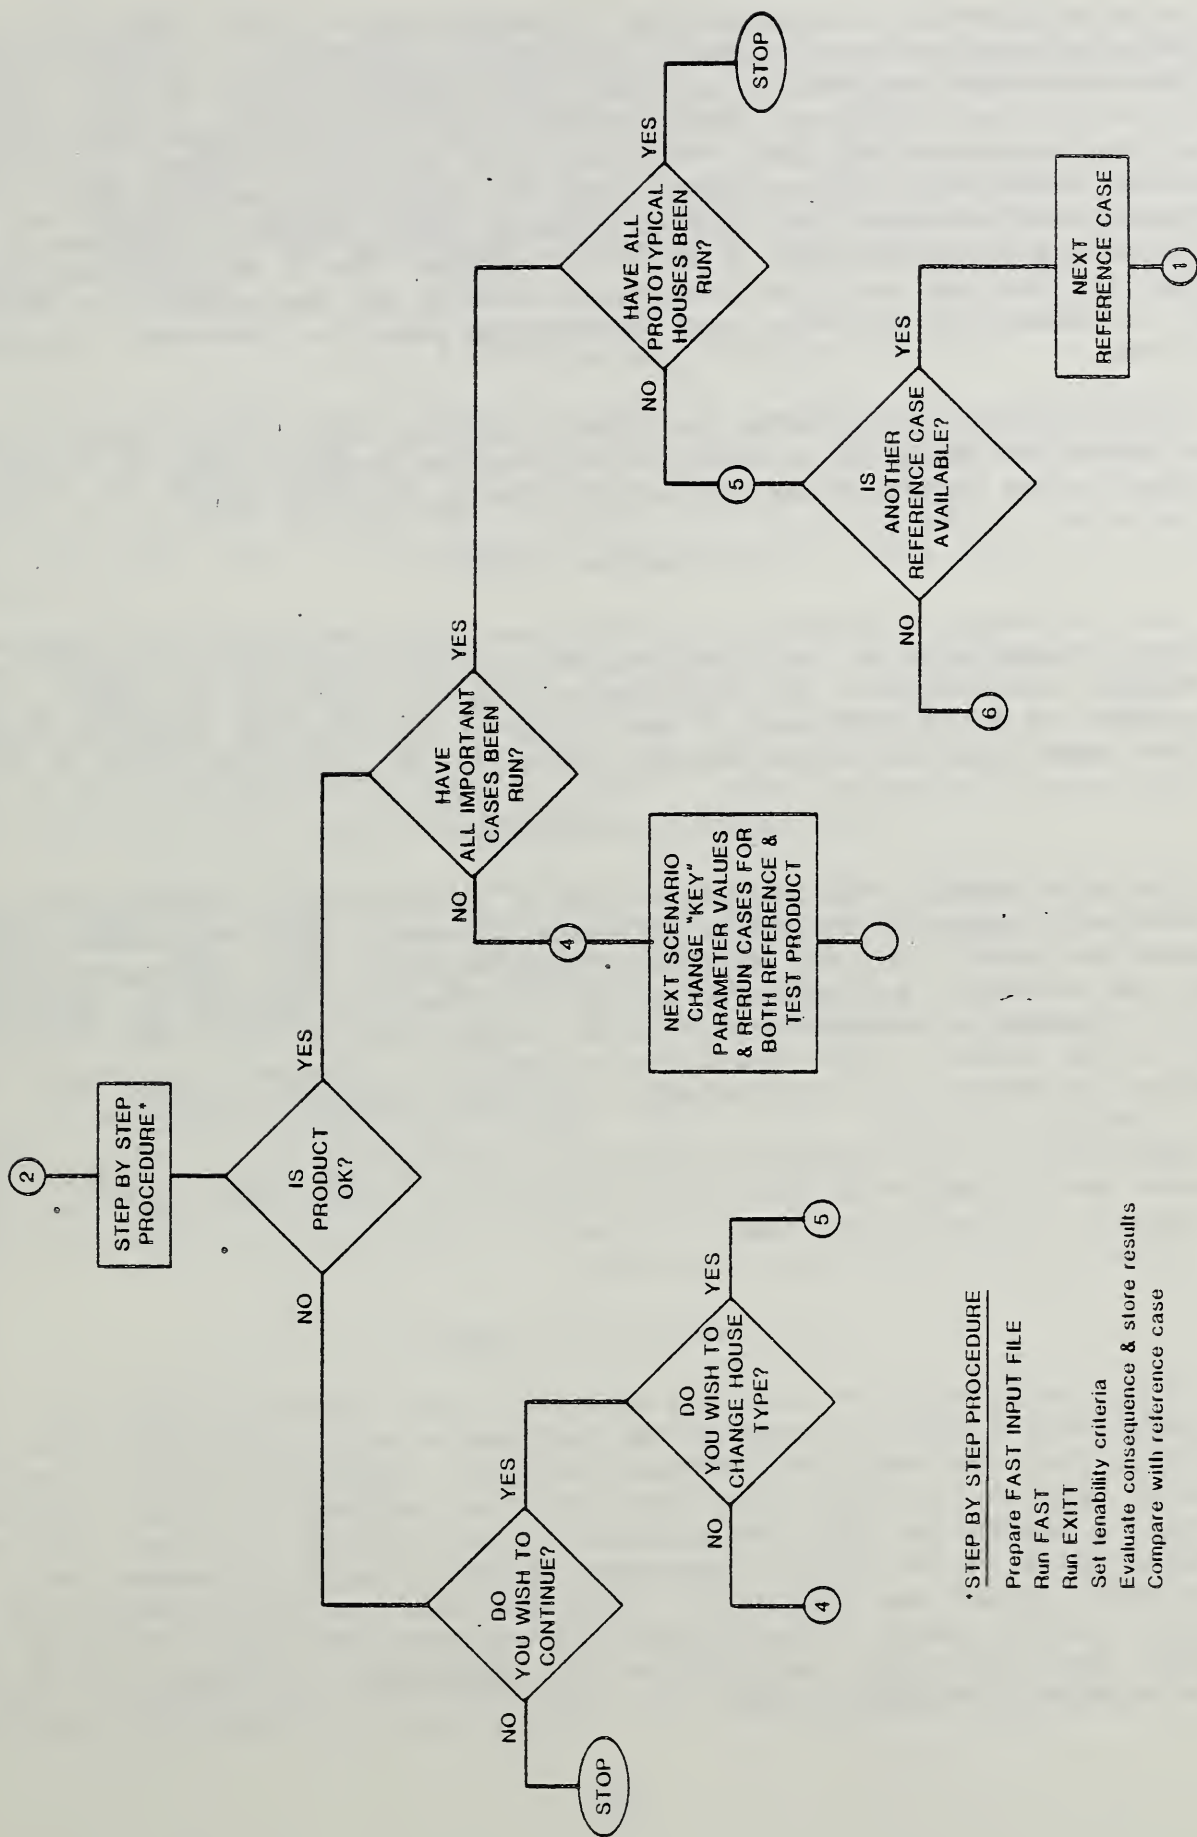 2
STEP BY STEP
PROCEDURE*
IS
PRODUCT
OK?
NO
YES
DO
YOU WISH TO
CONTINUE?
NO
YES
STOP
DO
YOU WISH TO
CHANGE HOUSE
TYPE?
NO
YES
4
5
HAVE
ALL IMPORTANT
CASES BEEN
RUN?
NO
YES
4
NEXT SCENARIO
CHANGE "KEY"
PARAMETER VALUES
& RERUN CASES FOR
BOTH REFERENCE &
TEST PRODUCT
HAVE ALL
PROTOTYPICAL
HOUSES BEEN
RUN?
NO
YES
STOP
5
IS
ANOTHER
REFERENCE CASE
AVAILABLE?
NO
YES
6
NEXT
REFERENCE CASE
1
*STEP BY STEP PROCEDURE
Prepare FAST INPUT FILE
Run FAST
Run EXITT
Set tenability criteria
Evaluate consequence & store results
Compare with reference case